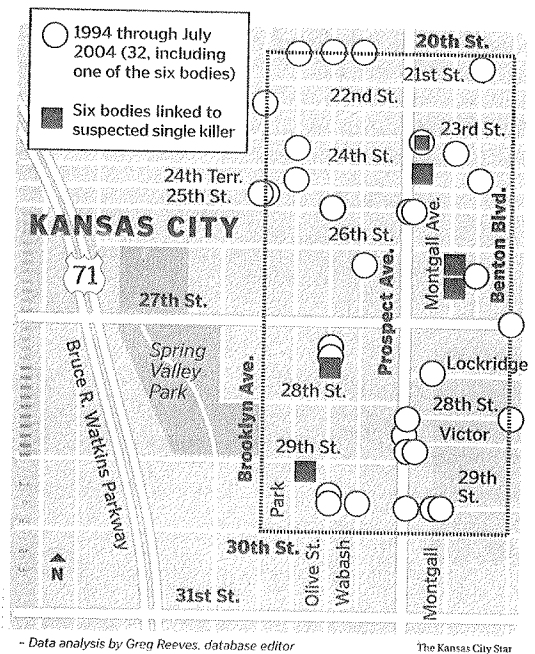 1994 through July
2004 (32, including
one of the six bodies)
Six bodies linked to
suspected single killer
20th St.
21st St.
22nd St.
23rd St.
24th St.
24th Terr.
25th St.
KANSAS CITY
26th St.
Montgall Ave.
Benton Blvd.
71
27th St.
Prospect Ave.
Spring
Valley
Park
Bruce R. Watkins Parkway
Brooklyn Ave.
Lockridge
28th St.
28th St.
Victor
29th St.
29th
St.
Park
30th St.
Olive St.
Wabash
Montgall
N
31st St.
– Data analysis by Greg Reeves, database editor
The Kansas City Star